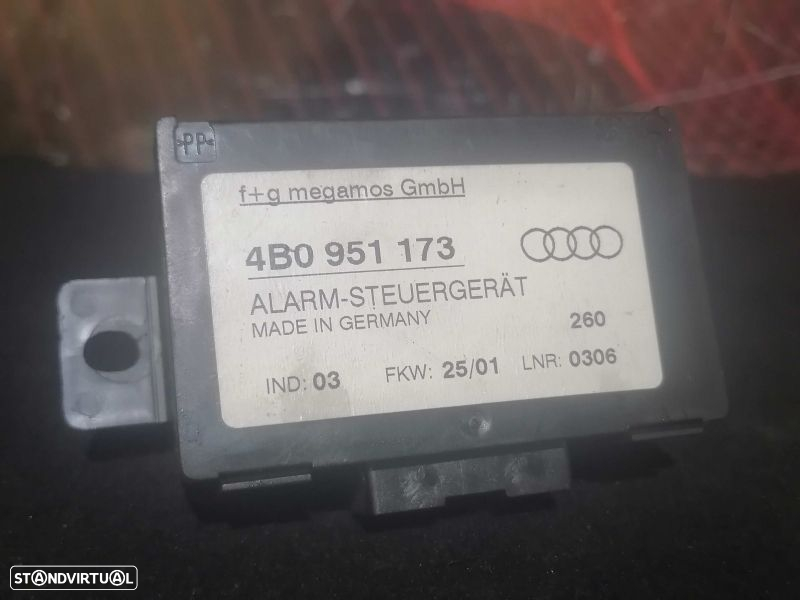 >PP<
f+g megamos GmbH
4B0 951 173
ALARM-STEUERGERÄT
MADE IN GERMANY
260
IND: 03 FKW: 25/01 LNR: 0306
STANDVIRTUAL